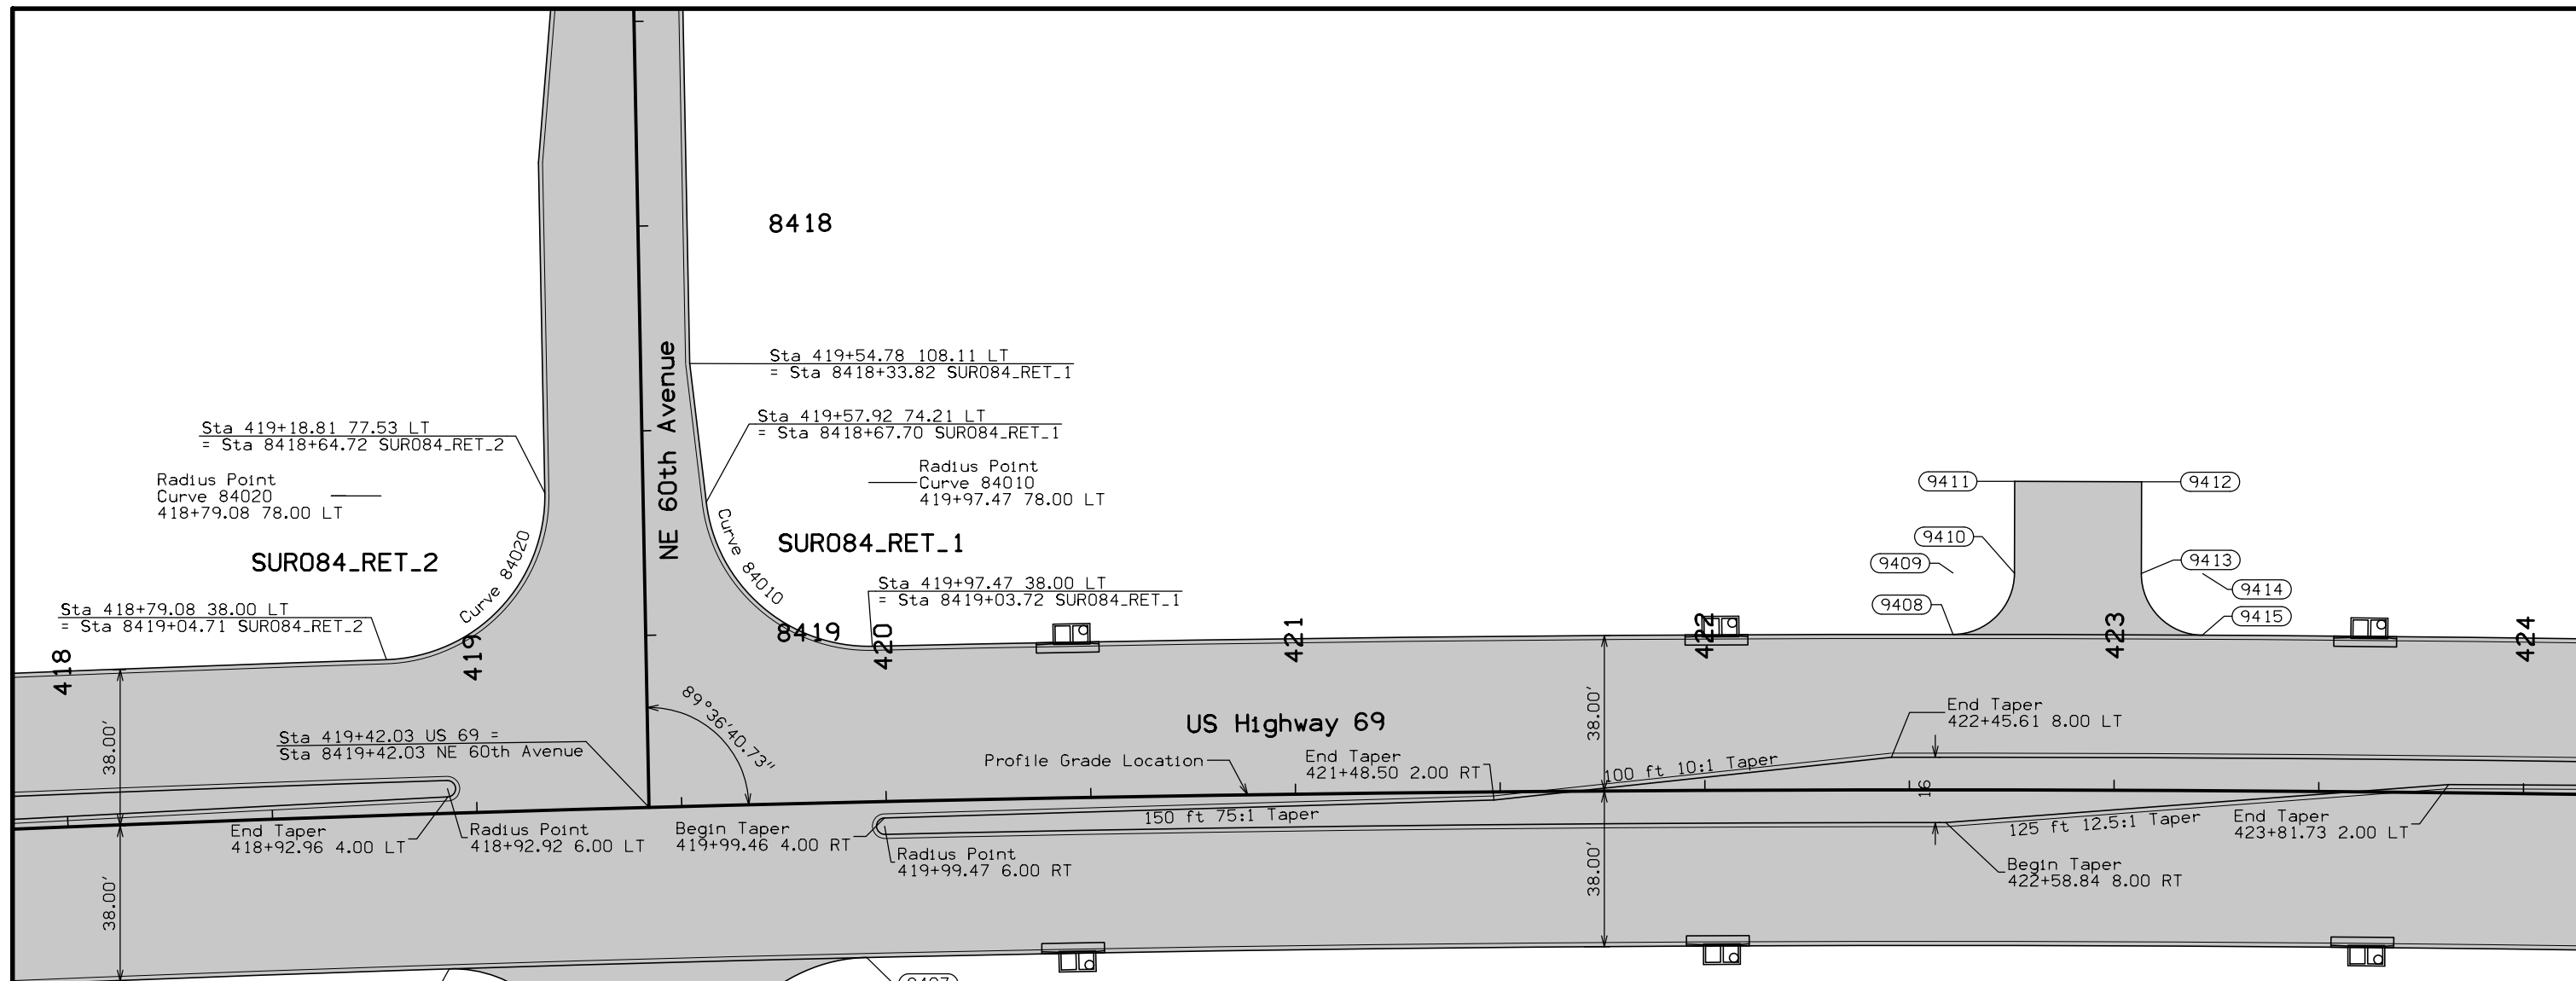 8418
Sta 419+54.78 108.11 LT
= Sta 8418+33.82 SUR084_RET_1
Sta 419+57.92 74.21 LT
= Sta 8418+67.70 SUR084_RET_1
Sta 419+18.81 77.53 LT
= Sta 8418+64.72 SUR084_RET_2
Radius Point
Curve 84020
418+79.08 78.00 LT
NE 60th Avenue
Radius Point
Curve 84010
419+97.47 78.00 LT
9411
9412
9410
9409
9413
9414
9408
9415
SUR084_RET_2
Curve 84020
Curve 84010
SUR084_RET_1
Sta 419+97.47 38.00 LT
= Sta 8419+03.72 SUR084_RET_1
Sta 418+79.08 38.00 LT
= Sta 8419+04.71 SUR084_RET_2
418
419
8419
420
421
422
423
424
38.00'
89°36'40.73"
US Highway 69
38.00'
End Taper
422+45.61 8.00 LT
Sta 419+42.03 US 69 =
Sta 8419+42.03 NE 60th Avenue
Profile Grade Location
End Taper
421+48.50 2.00 RT
100 ft 10:1 Taper
16
End Taper
418+92.96 4.00 LT
Radius Point
418+92.92 6.00 LT
Begin Taper
419+99.46 4.00 RT
150 ft 75:1 Taper
125 ft 12.5:1 Taper
End Taper
423+81.73 2.00 LT
Radius Point
419+99.47 6.00 RT
Begin Taper
422+58.84 8.00 RT
38.00'
38.00'